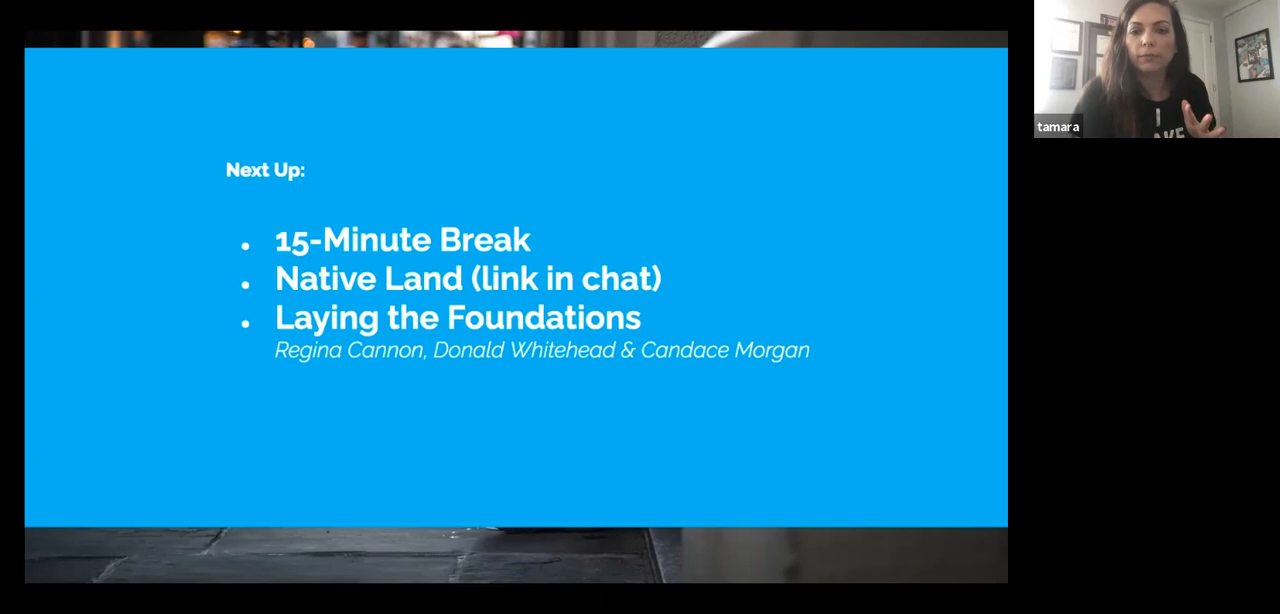 Next Up:
• 15-Minute Break
• Native Land (link in chat)
• Laying the Foundations
Regina Cannon, Donald Whitehead & Candace Morgan
tamara
I